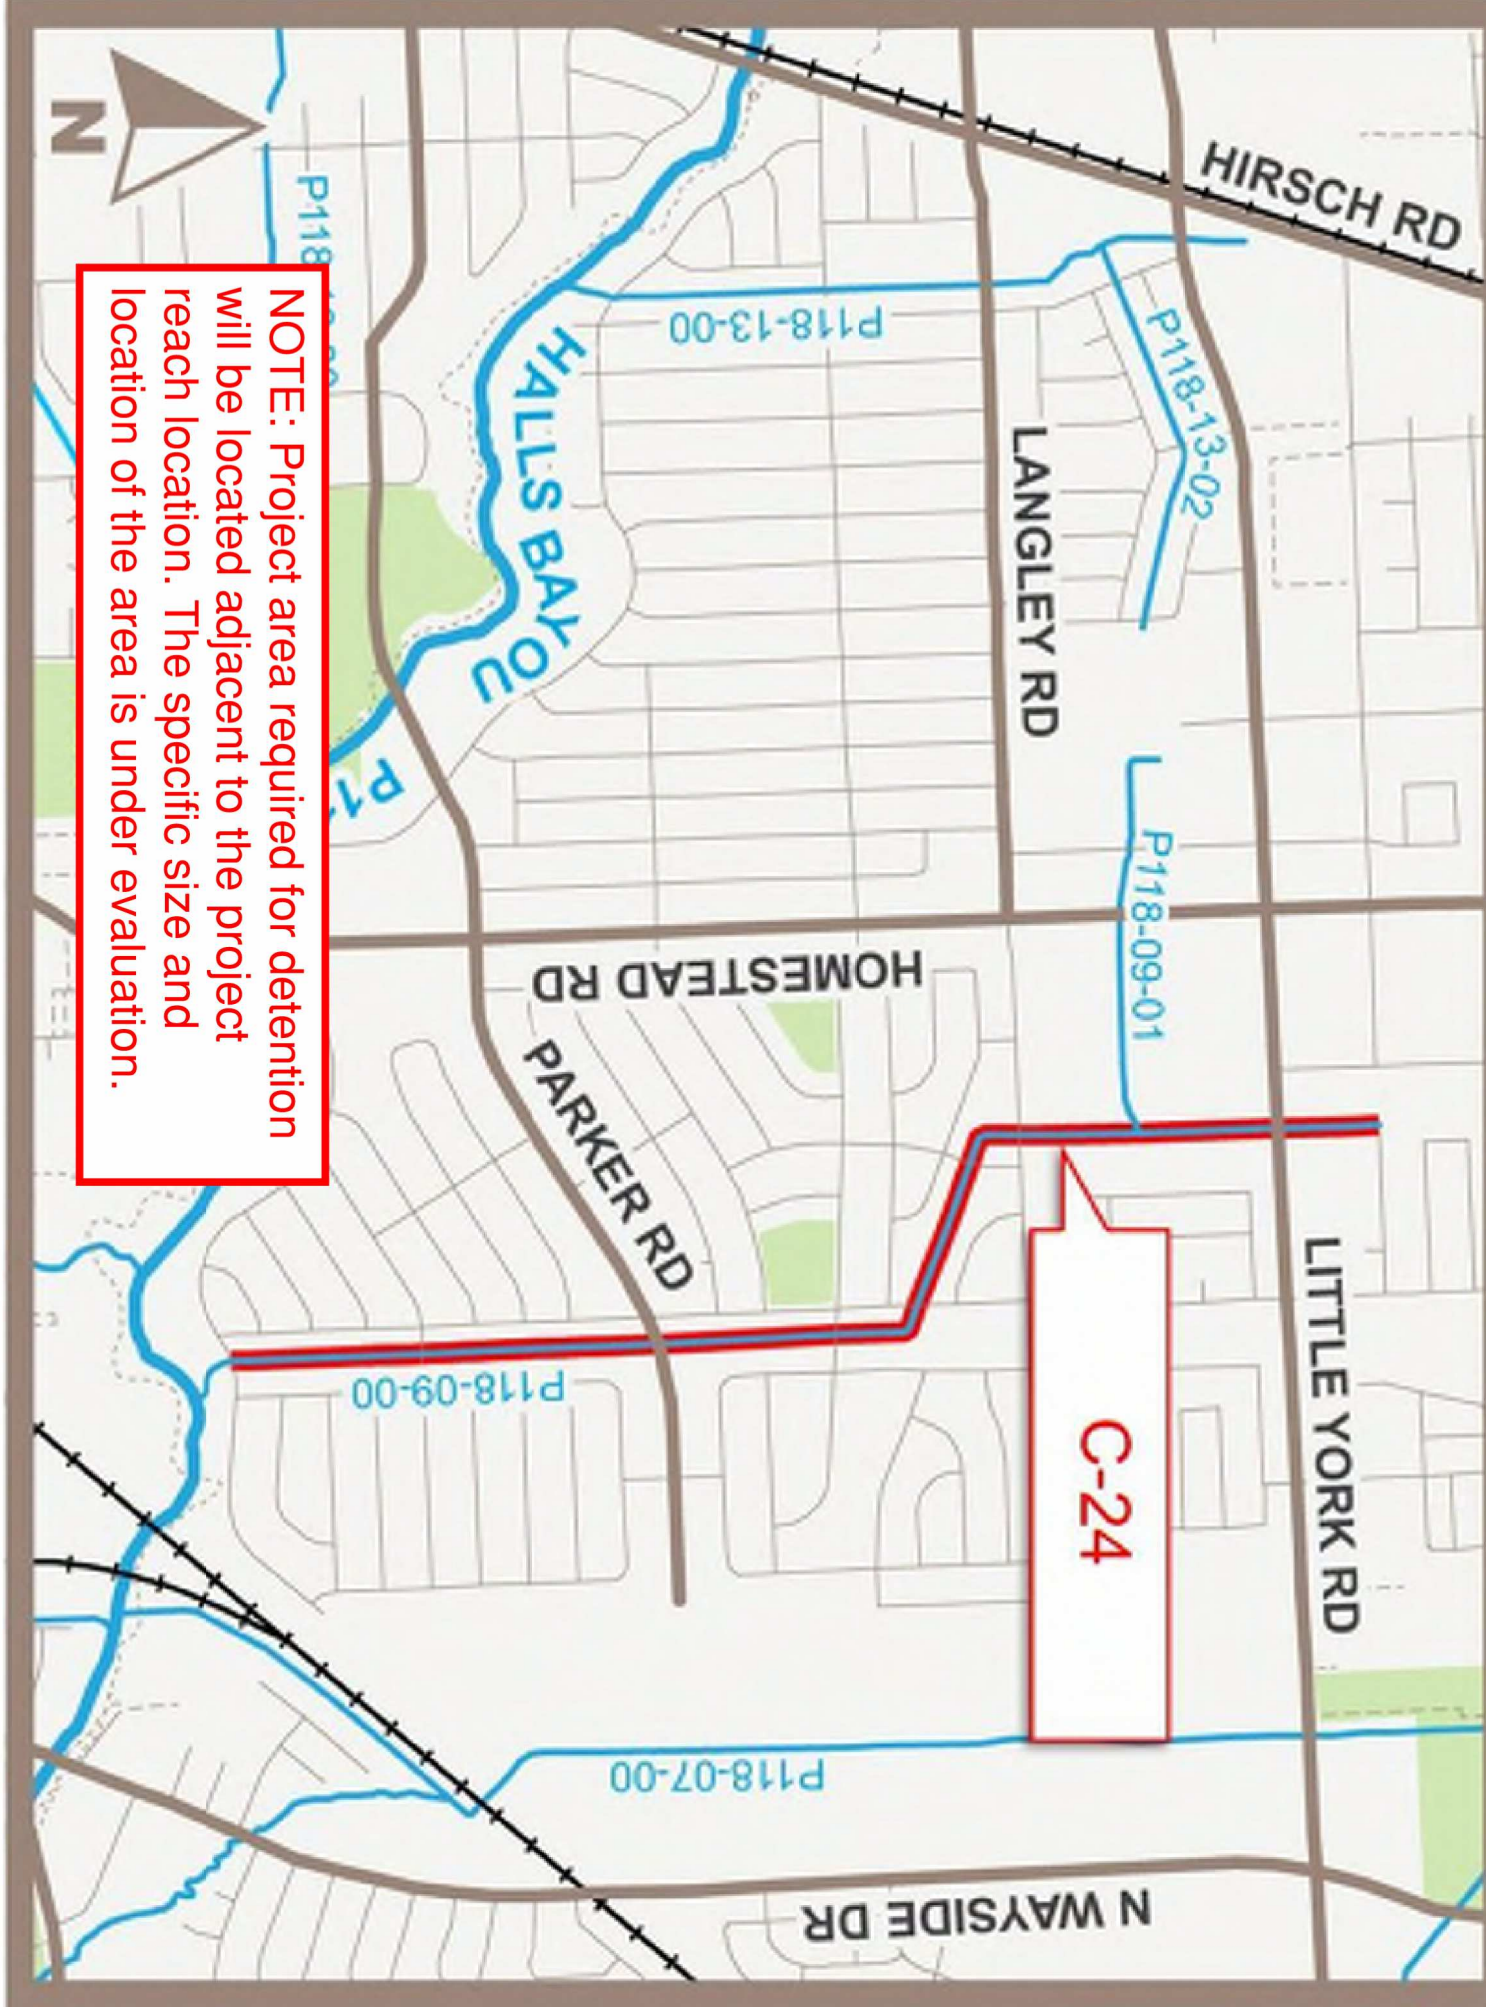 HIRSCH RD
LITTLE YORK RD
P118-13-02
P118-09-01
LANGLEY RD
C-24
P118-13-00
HOMESTEAD RD
P118-07-00
N WAYSIDE DR
HALLS BAYOU
PARKER RD
P118-09-00
P11
P118
NOTE: Project area required for detention
will be located adjacent to the project
reach location. The specific size and
location of the area is under evaluation.
N